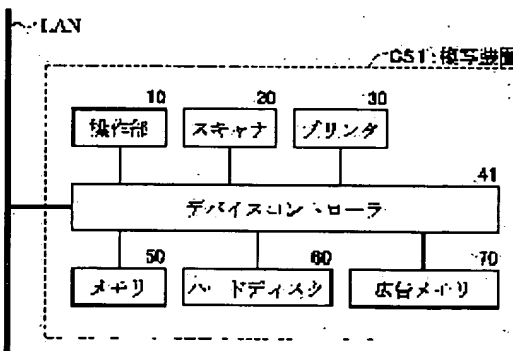 LAN
CS1:複写装置
10 20 30
操作部 スキャナ プリンタ
41
デバイスコントローラ
50 60 70
メモリ ハードディスク 広告メモリ